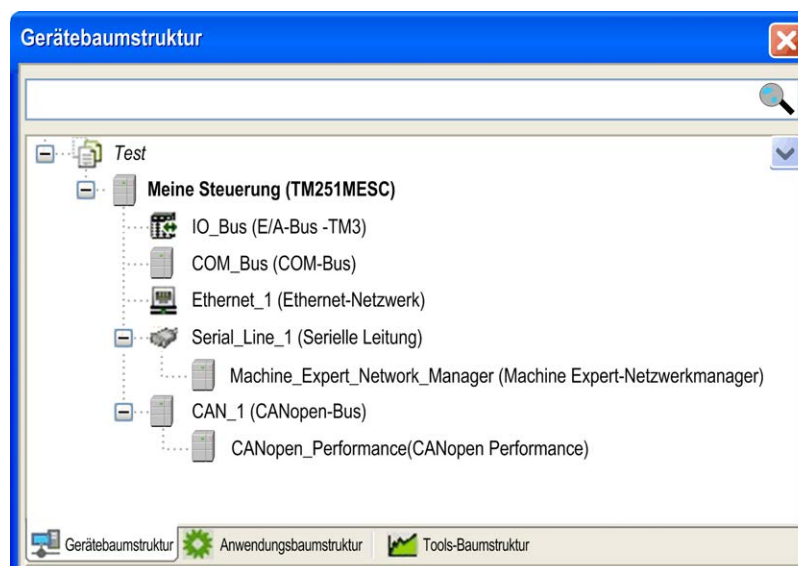 Gerätebaumstruktur
Test
Meine Steuerung (TM251MESC)
IO_Bus (E/A-Bus -TM3)
COM_Bus (COM-Bus)
Ethernet_1 (Ethernet-Netzwerk)
Serial_Line_1 (Serielle Leitung)
Machine_Expert_Network_Manager (Machine Expert-Netzwerkmanager)
CAN_1 (CANopen-Bus)
CANopen_Performance(CANopen Performance)
Gerätebaumstruktur Anwendungsbaumstruktur Tools-Baumstruktur